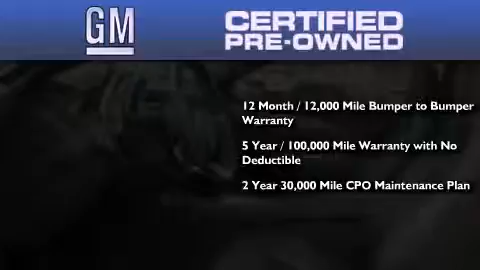 GM
CERTIFIED
PRE-OWNED
12 Month / 12,000 Mile Bumper to Bumper
Warranty
5 Year / 100,000 Mile Warranty with No
Deductible
2 Year 30,000 Mile CPO Maintenance Plan